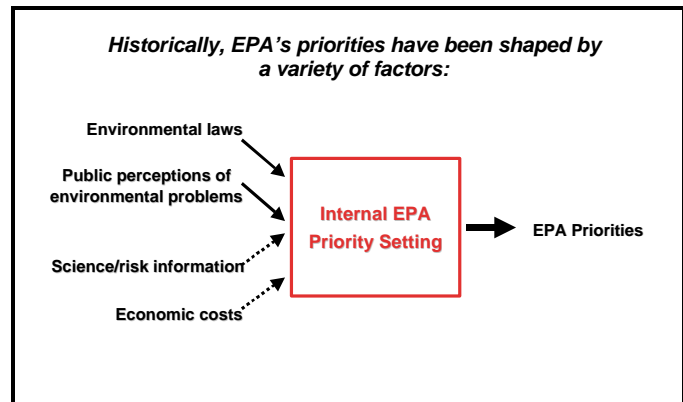 Historically, EPA's priorities have been shaped by
a variety of factors:
Environmental laws
Public perceptions of
environmental problems
Science/risk information
Economic costs
Internal EPA
Priority Setting
EPA Priorities